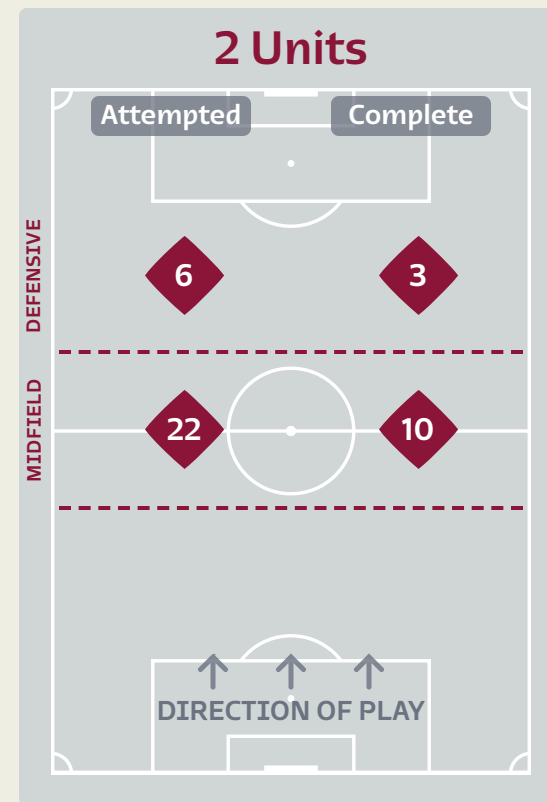 2 Units
Attempted
Complete
DEFENSIVE
6
3
MIDFIELD
22
10
DIRECTION OF PLAY